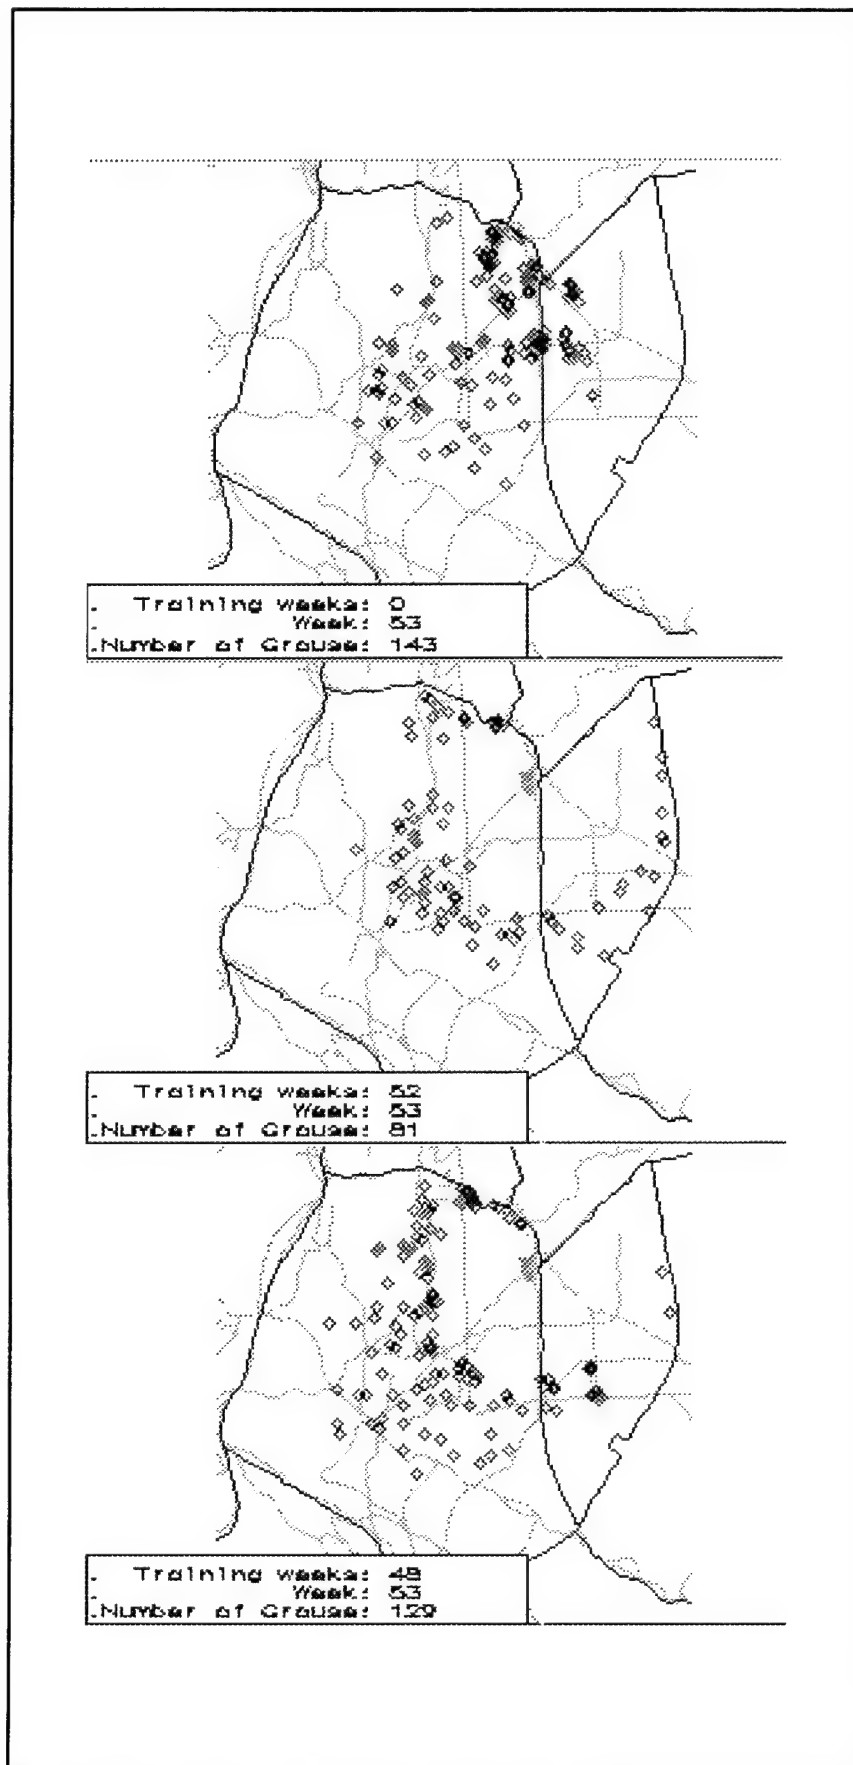 . Training weeks: 0
. Week: 53
.Number of Grouse: 143
. Training weeks: 52
. Week: 53
.Number of Grouse: 81
. Training weeks: 48
. Week: 53
.Number of Grouse: 129